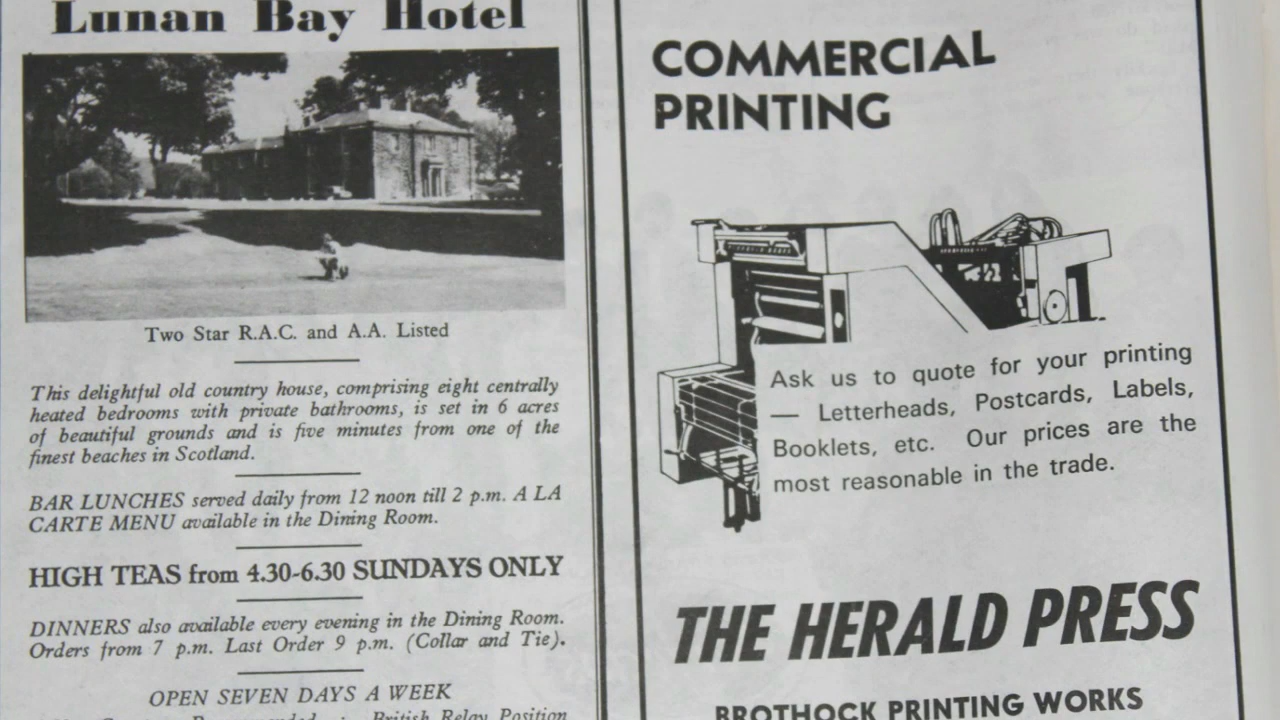 Lunan Bay Hotel
Two Star R.A.C. and A.A. Listed
This delightful old country house, comprising eight centrally
heated bedrooms with private bathrooms, is set in 6 acres
of beautiful grounds and is five minutes from one of the
finest beaches in Scotland.
BAR LUNCHES served daily from 12 noon till 2 p.m. A LA
CARTE MENU available in the Dining Room.
HIGH TEAS from 4.30-6.30 SUNDAYS ONLY
DINNERS also available every evening in the Dining Room.
Orders from 7 p.m. Last Order 9 p.m. (Collar and Tie).
OPEN SEVEN DAYS A WEEK
British Relay Position
COMMERCIAL
PRINTING
Ask us to quote for your printing
— Letterheads, Postcards, Labels,
Booklets, etc. Our prices are the
most reasonable in the trade.
THE HERALD PRESS
BROTHOCK PRINTING WORKS